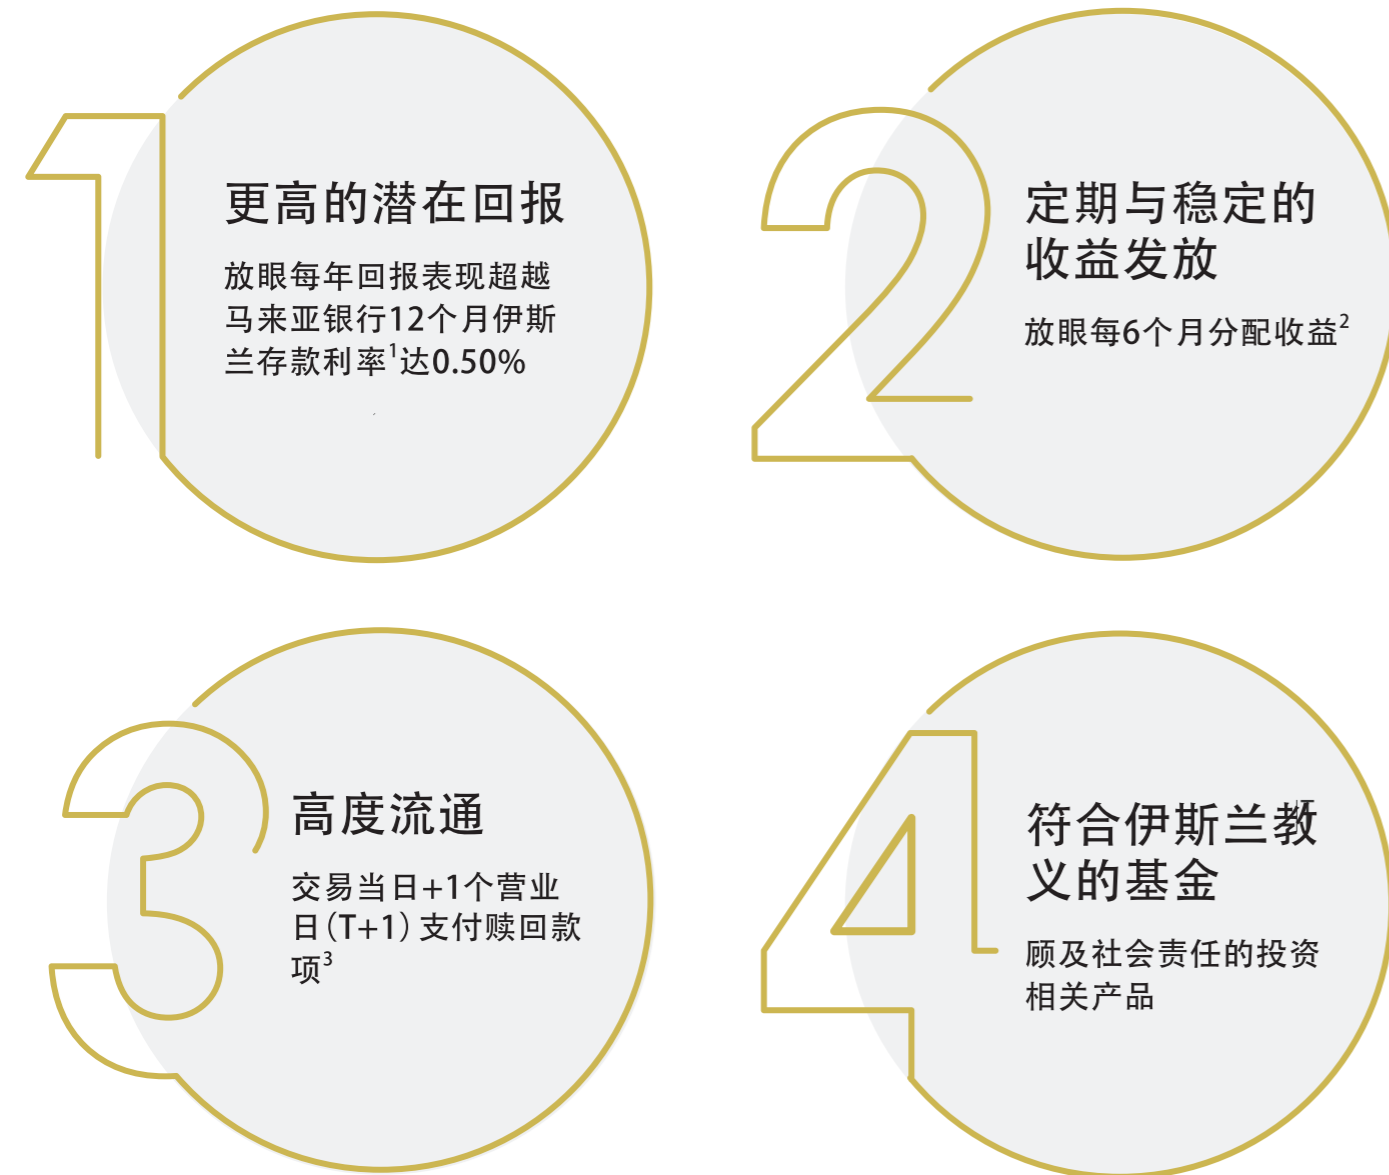 1
更高的潜在回报
放眼每年回报表现超越
马来亚银行12个月伊斯
兰存款利率¹达0.50%
2
定期与稳定的
收益发放
放眼每6个月分配收益²
3
高度流通
交易当日+1个营业
日(T+1)支付赎回款
项³
4
符合伊斯兰教
义的基金
顾及社会责任的投资
相关产品